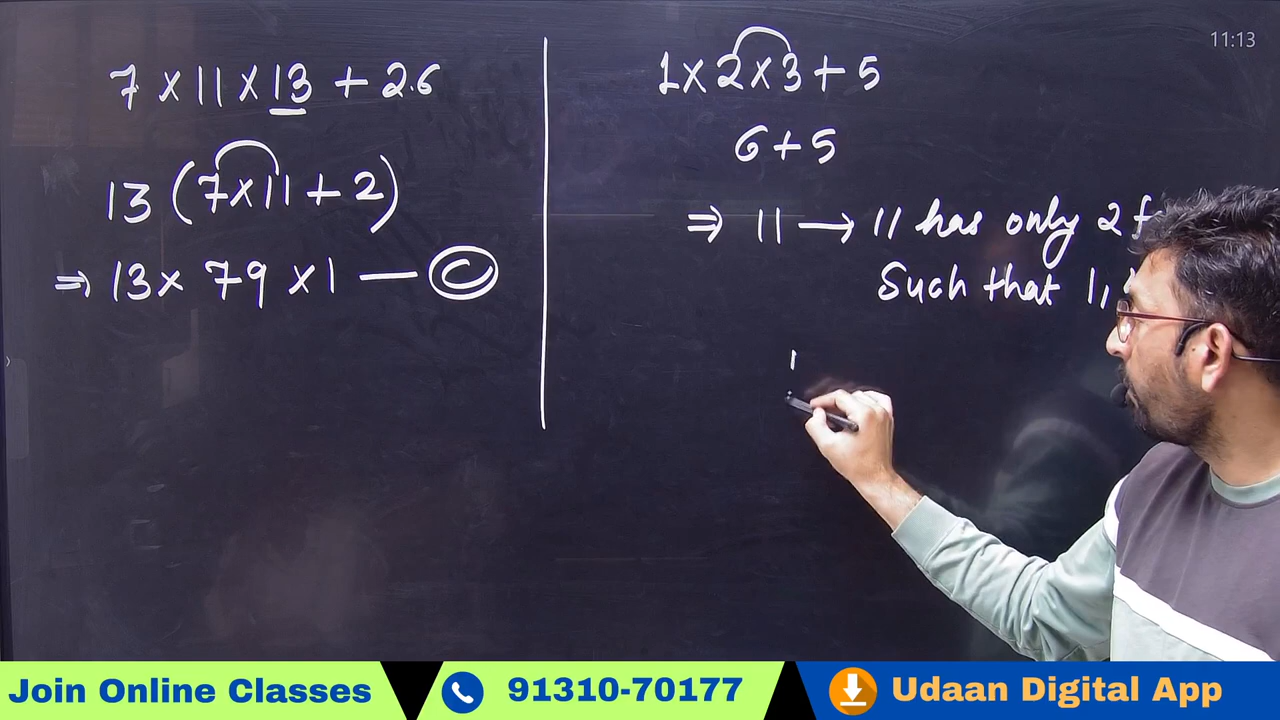 7 × 11 × 13 + 26
13 (7 × 11 + 2)
⇒ 13 × 79 × 1 — C
1 × 2 × 3 + 5
6 + 5
⇒ 11 → 11 has only 2
Such that 1,
11:13
Join Online Classes
91310-70177
Udaan Digital App